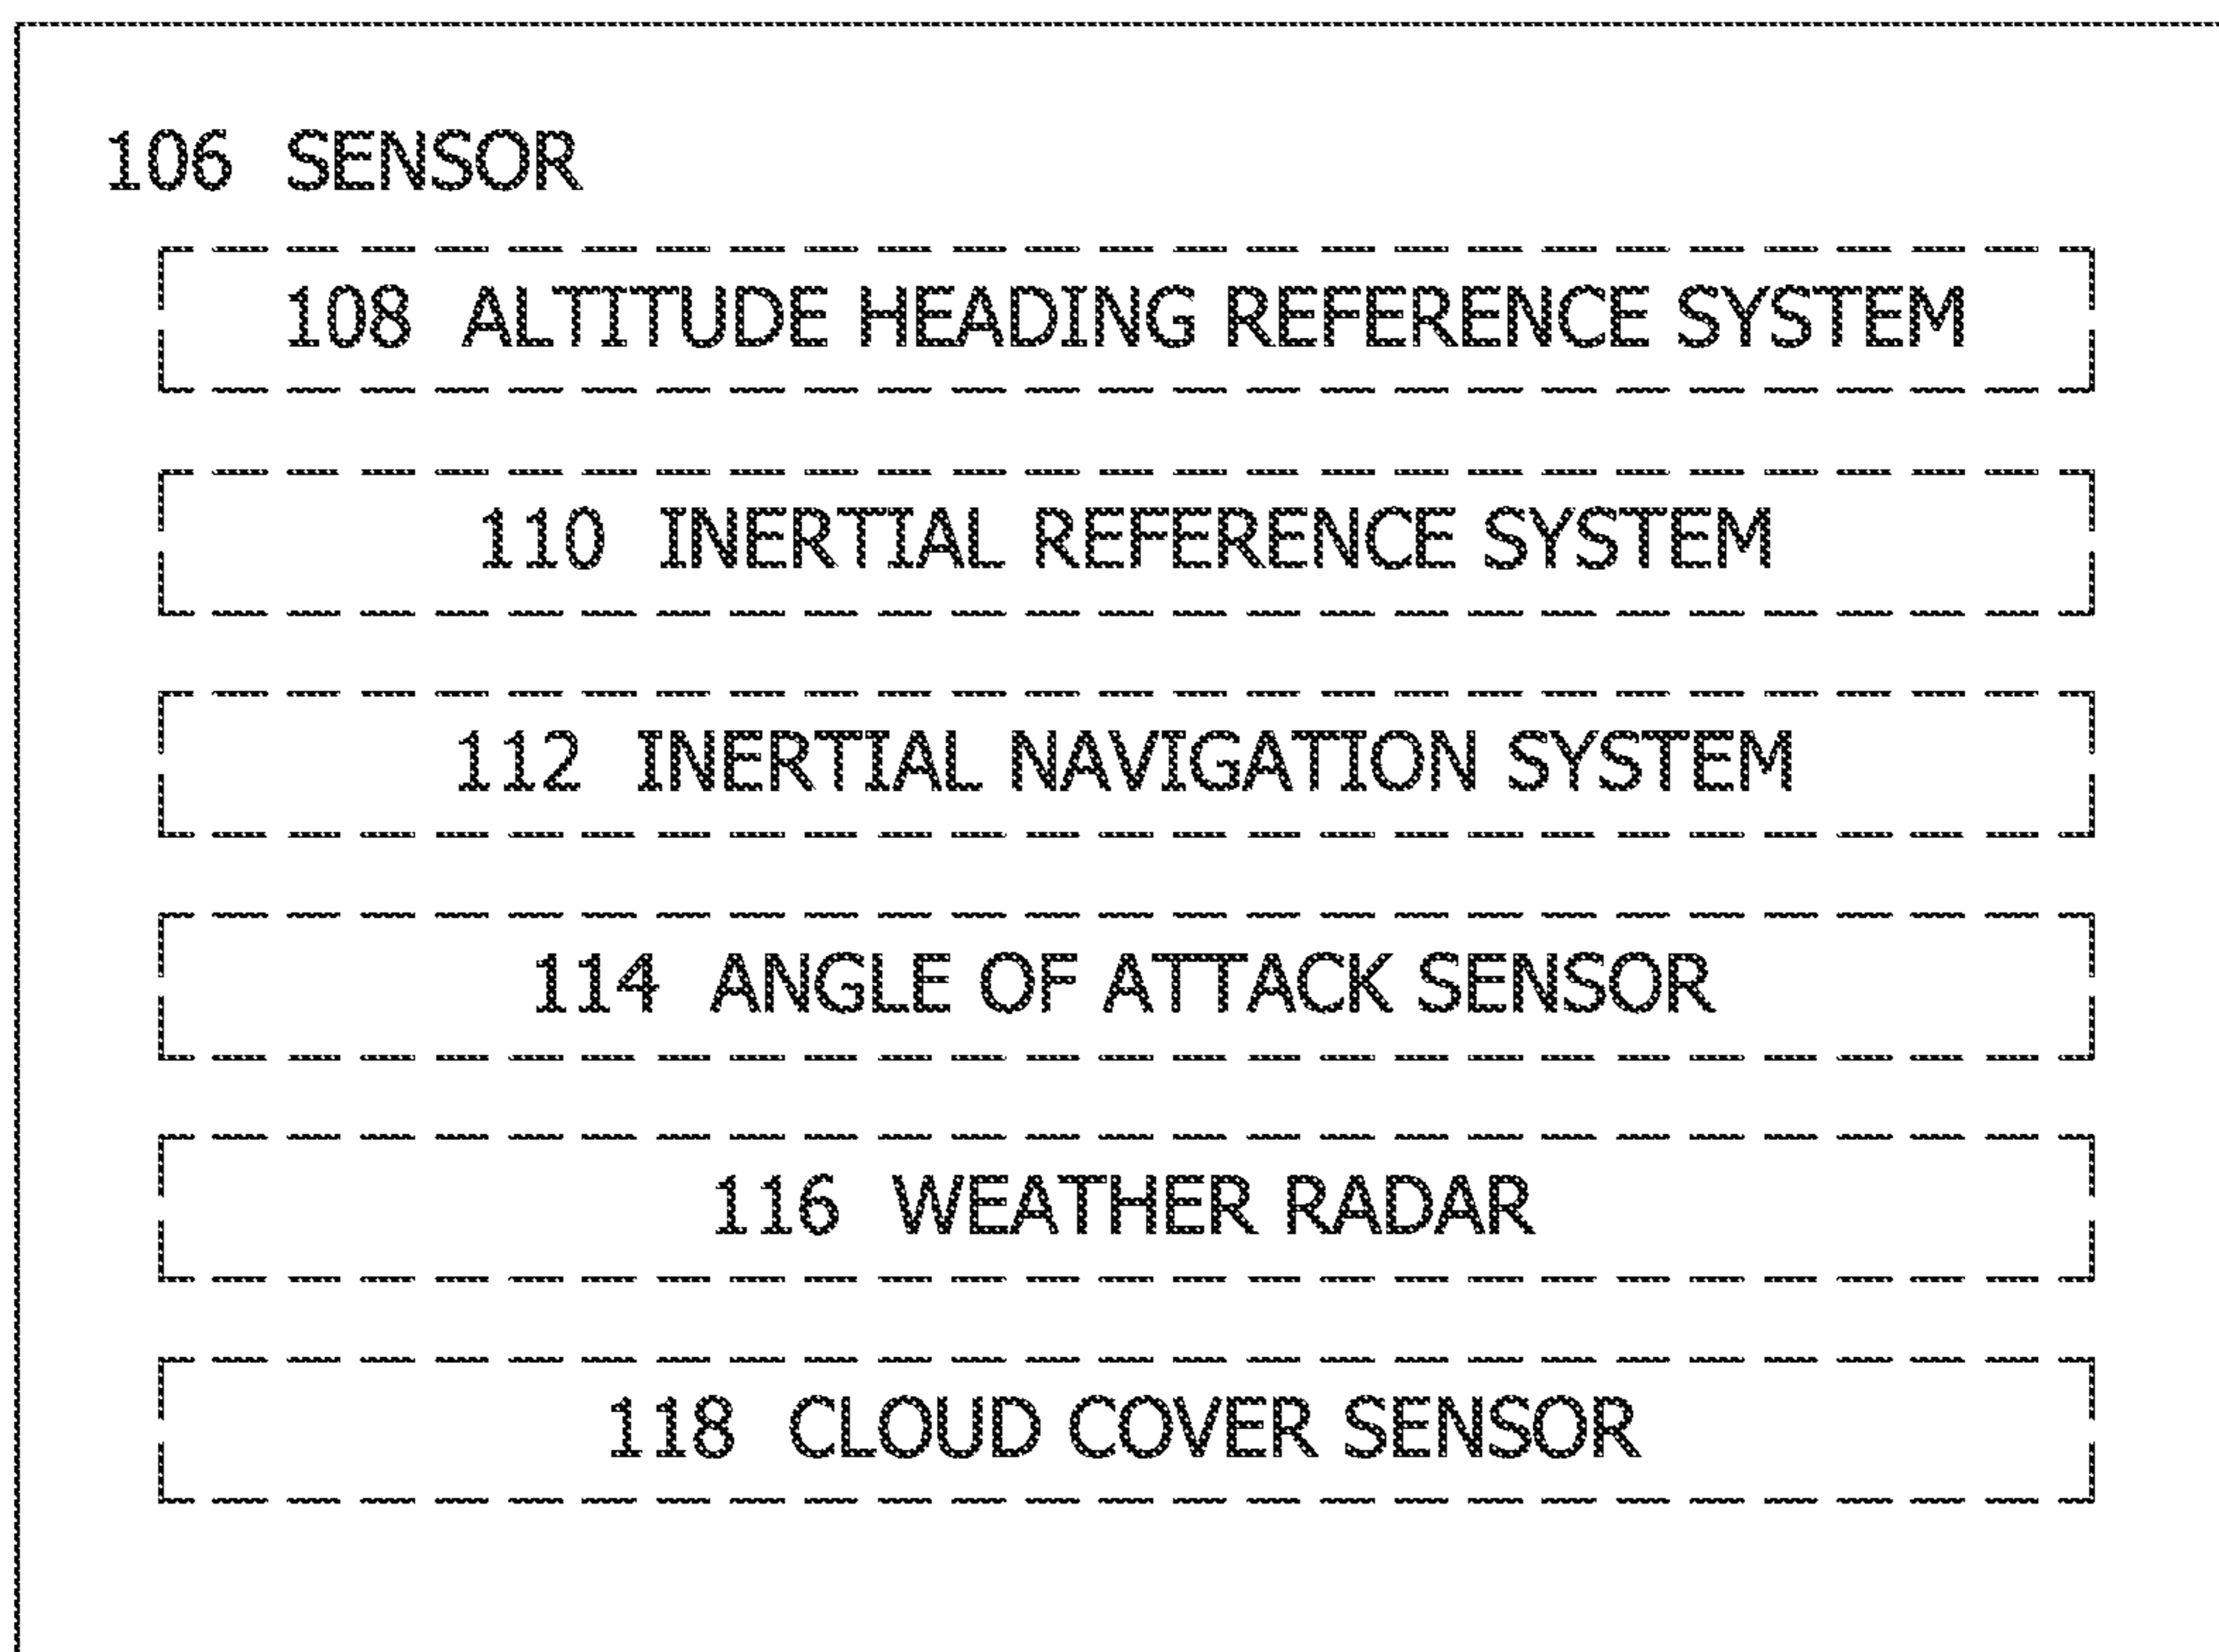 106 SENSOR
108 ALTITUDE HEADING REFERENCE SYSTEM
110 INERTIAL REFERENCE SYSTEM
112 INERTIAL NAVIGATION SYSTEM
114 ANGLE OF ATTACK SENSOR
116 WEATHER RADAR
118 CLOUD COVER SENSOR